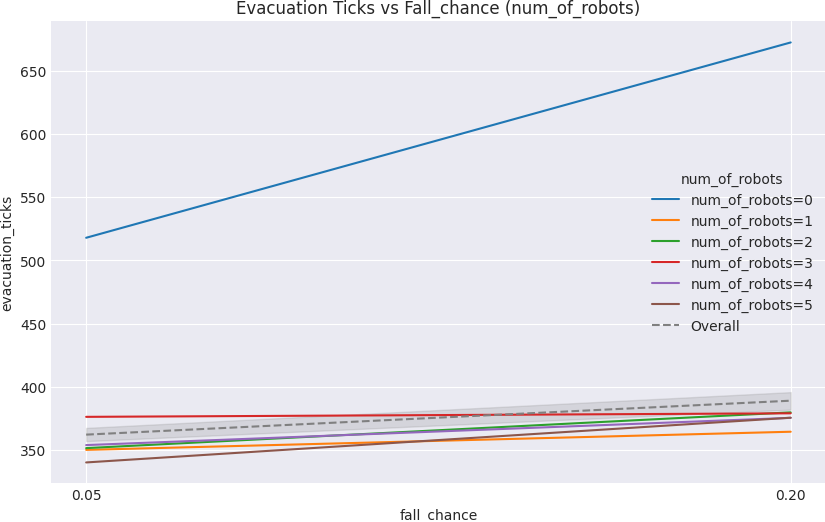 Evacuation Ticks vs Fall_chance (num_of_robots)
650
600
550
500
450
400
350
evacuation_ticks
num_of_robots
num_of_robots=0
num_of_robots=1
num_of_robots=2
num_of_robots=3
num_of_robots=4
num_of_robots=5
Overall
0.05
0.20
fall_chance